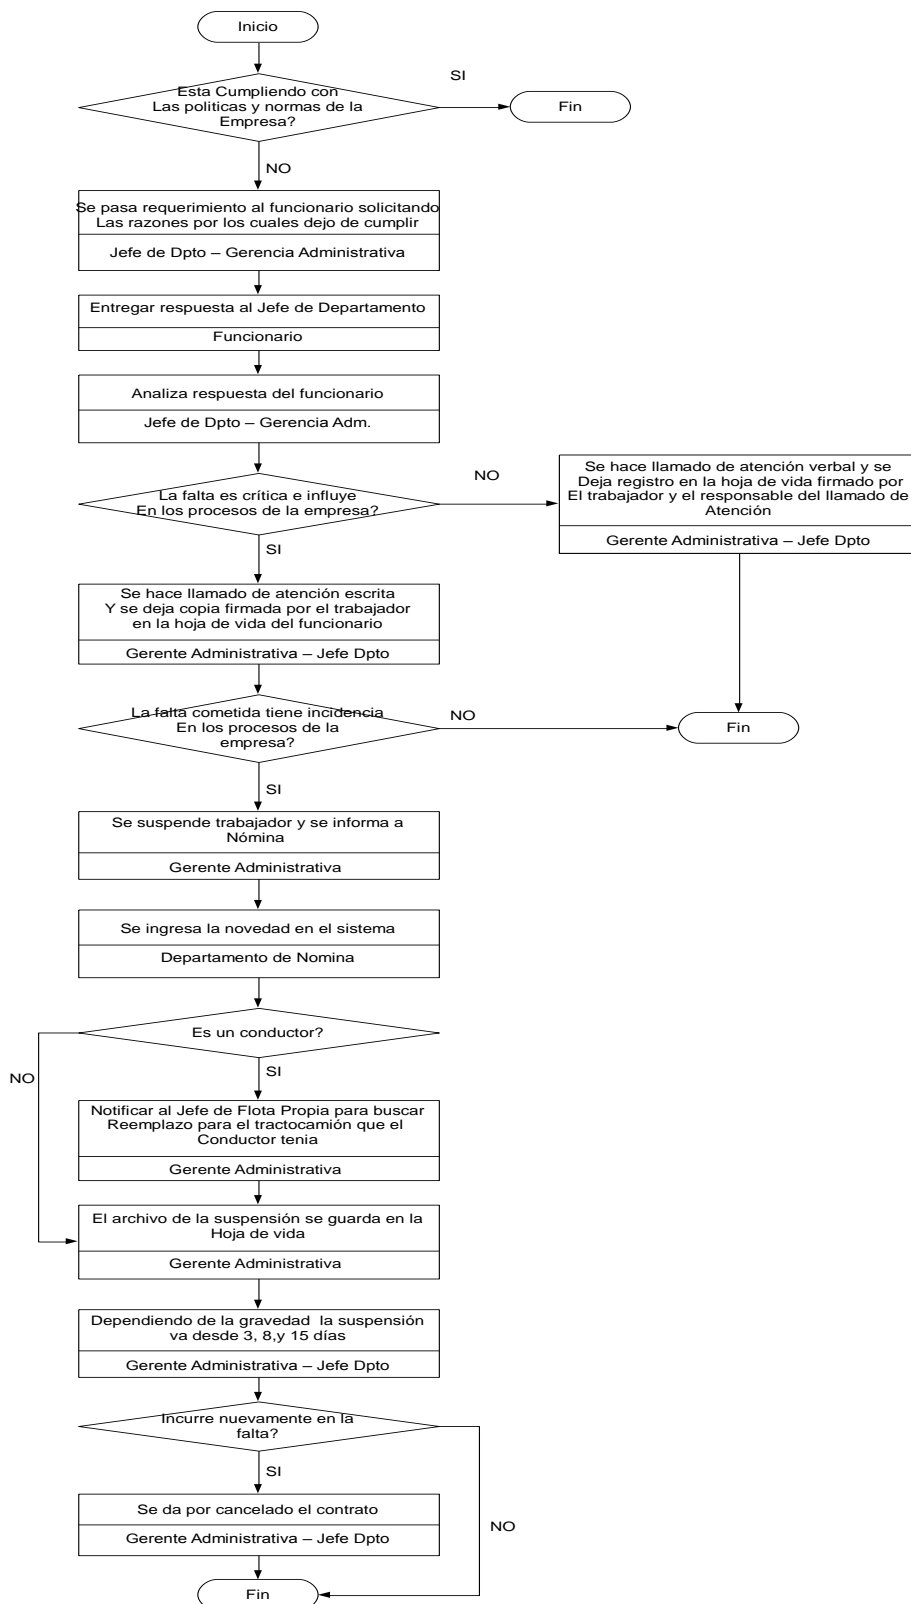 Inicio
SI
Esta Cumpliendo con
Las politicas y normas de la
Empresa?
Fin
NO
Se pasa requerimiento al funcionario solicitando
Las razones por los cuales dejo de cumplir
Jefe de Dpto – Gerencia Administrativa
Entregar respuesta al Jefe de Departamento
Funcionario
Analiza respuesta del funcionario
Jefe de Dpto – Gerencia Adm.
La falta es crítica e influye
En los procesos de la empresa?
NO
Se hace llamado de atención verbal y se
Deja registro en la hoja de vida firmado por
El trabajador y el responsable del llamado de
Atención
Gerente Administrativa – Jefe Dpto
SI
Se hace llamado de atención escrita
Y se deja copia firmada por el trabajador
en la hoja de vida del funcionario
Gerente Administrativa – Jefe Dpto
La falta cometida tiene incidencia
En los procesos de la
empresa?
NO
Fin
SI
Se suspende trabajador y se informa a
Nómina
Gerente Administrativa
Se ingresa la novedad en el sistema
Departamento de Nomina
Es un conductor?
NO
SI
Notificar al Jefe de Flota Propia para buscar
Reemplazo para el tractocamión que el
Conductor tenia
Gerente Administrativa
El archivo de la suspensión se guarda en la
Hoja de vida
Gerente Administrativa
Dependiendo de la gravedad la suspensión
va desde 3, 8,y 15 días
Gerente Administrativa – Jefe Dpto
Incurre nuevamente en la
falta?
SI
Se da por cancelado el contrato
Gerente Administrativa – Jefe Dpto
NO
Fin